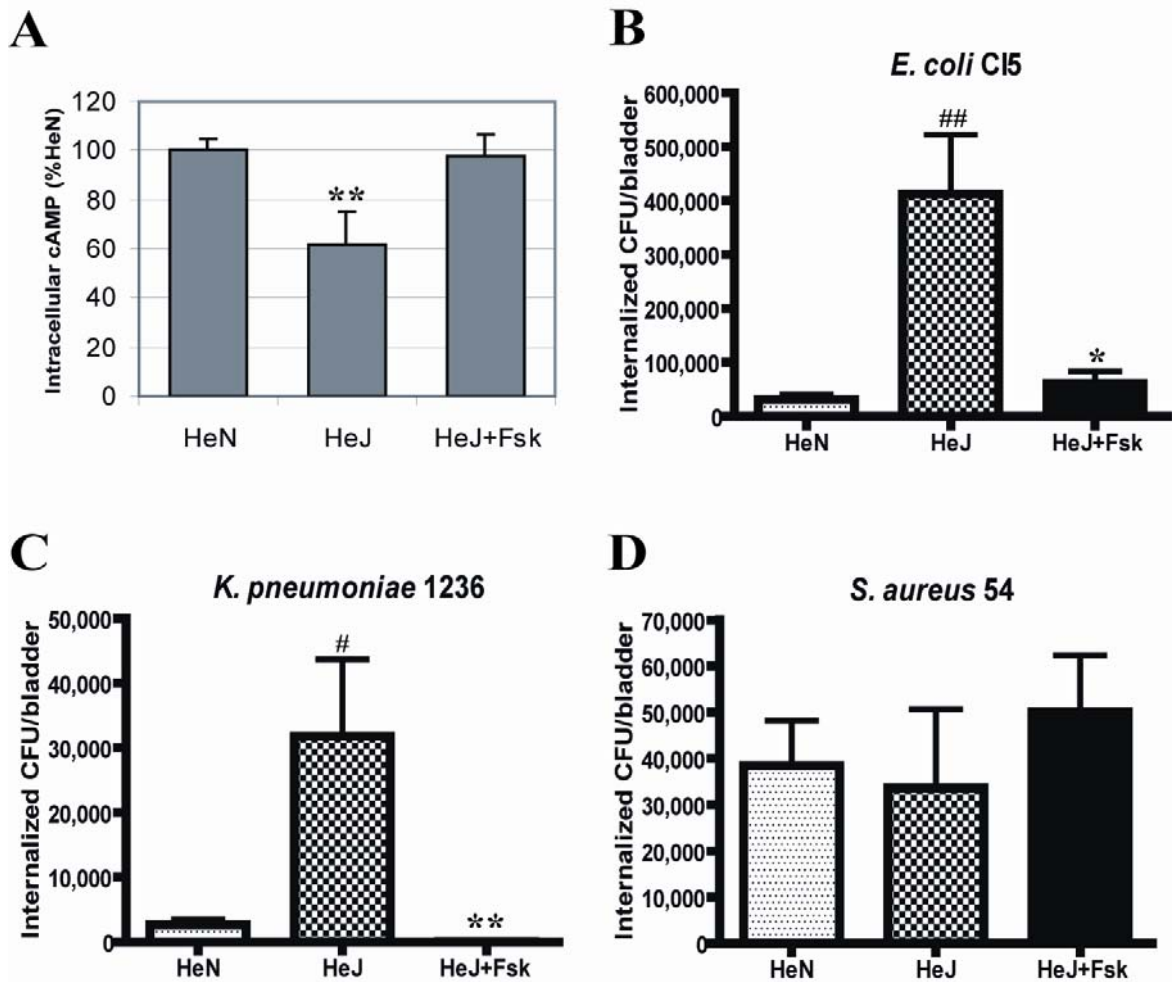 A
Intracellular cAMP (%HeN)
120
100
80
60
40
20
0
**
HeN HeJ HeJ+Fsk
B
E. coli CI5
Internalized CFU/bladder
600,000
500,000
400,000
300,000
200,000
100,000
0
##
*
HeN HeJ HeJ+Fsk
C
K. pneumoniae 1236
Internalized CFU/bladder
50,000
40,000
30,000
20,000
10,000
0
#
**
HeN HeJ HeJ+Fsk
D
S. aureus 54
Internalized CFU/bladder
70,000
60,000
50,000
40,000
30,000
20,000
10,000
0
HeN HeJ HeJ+Fsk